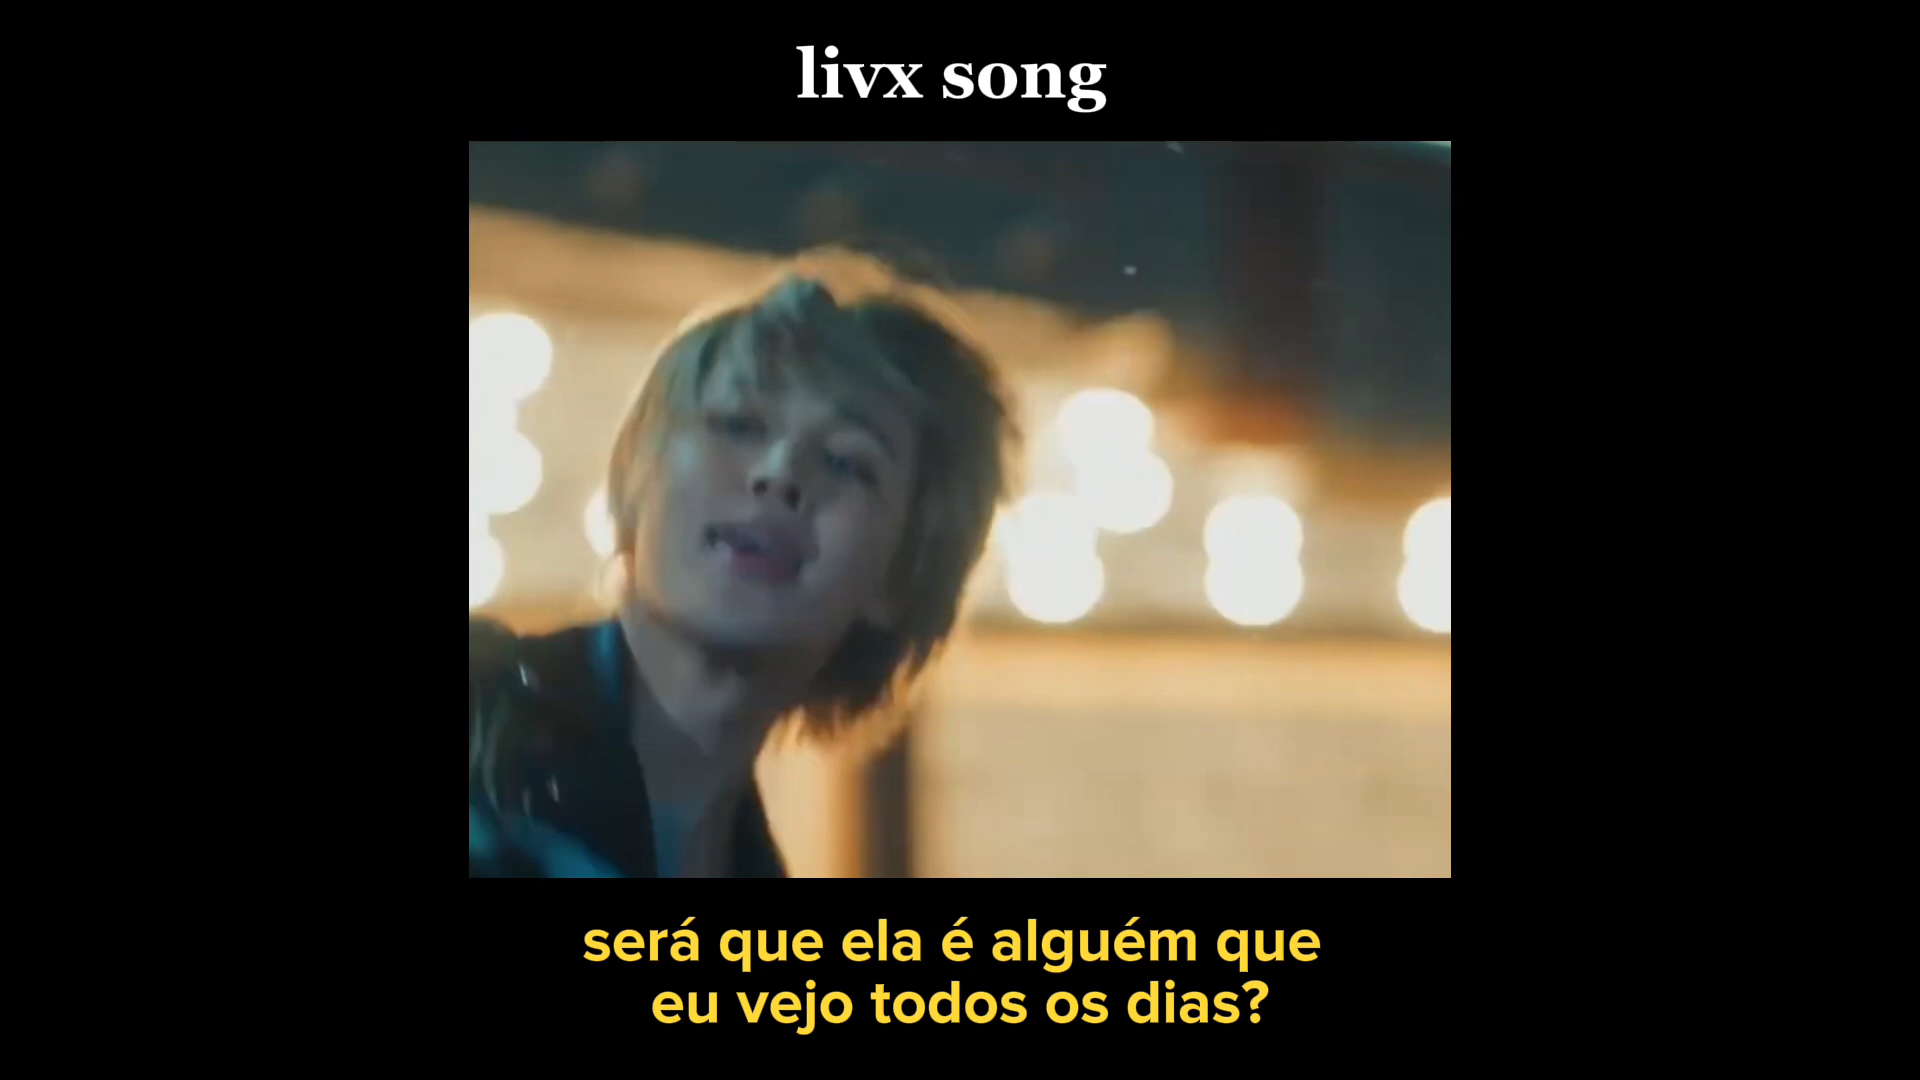 livx song
será que ela é alguém que
eu vejo todos os dias?